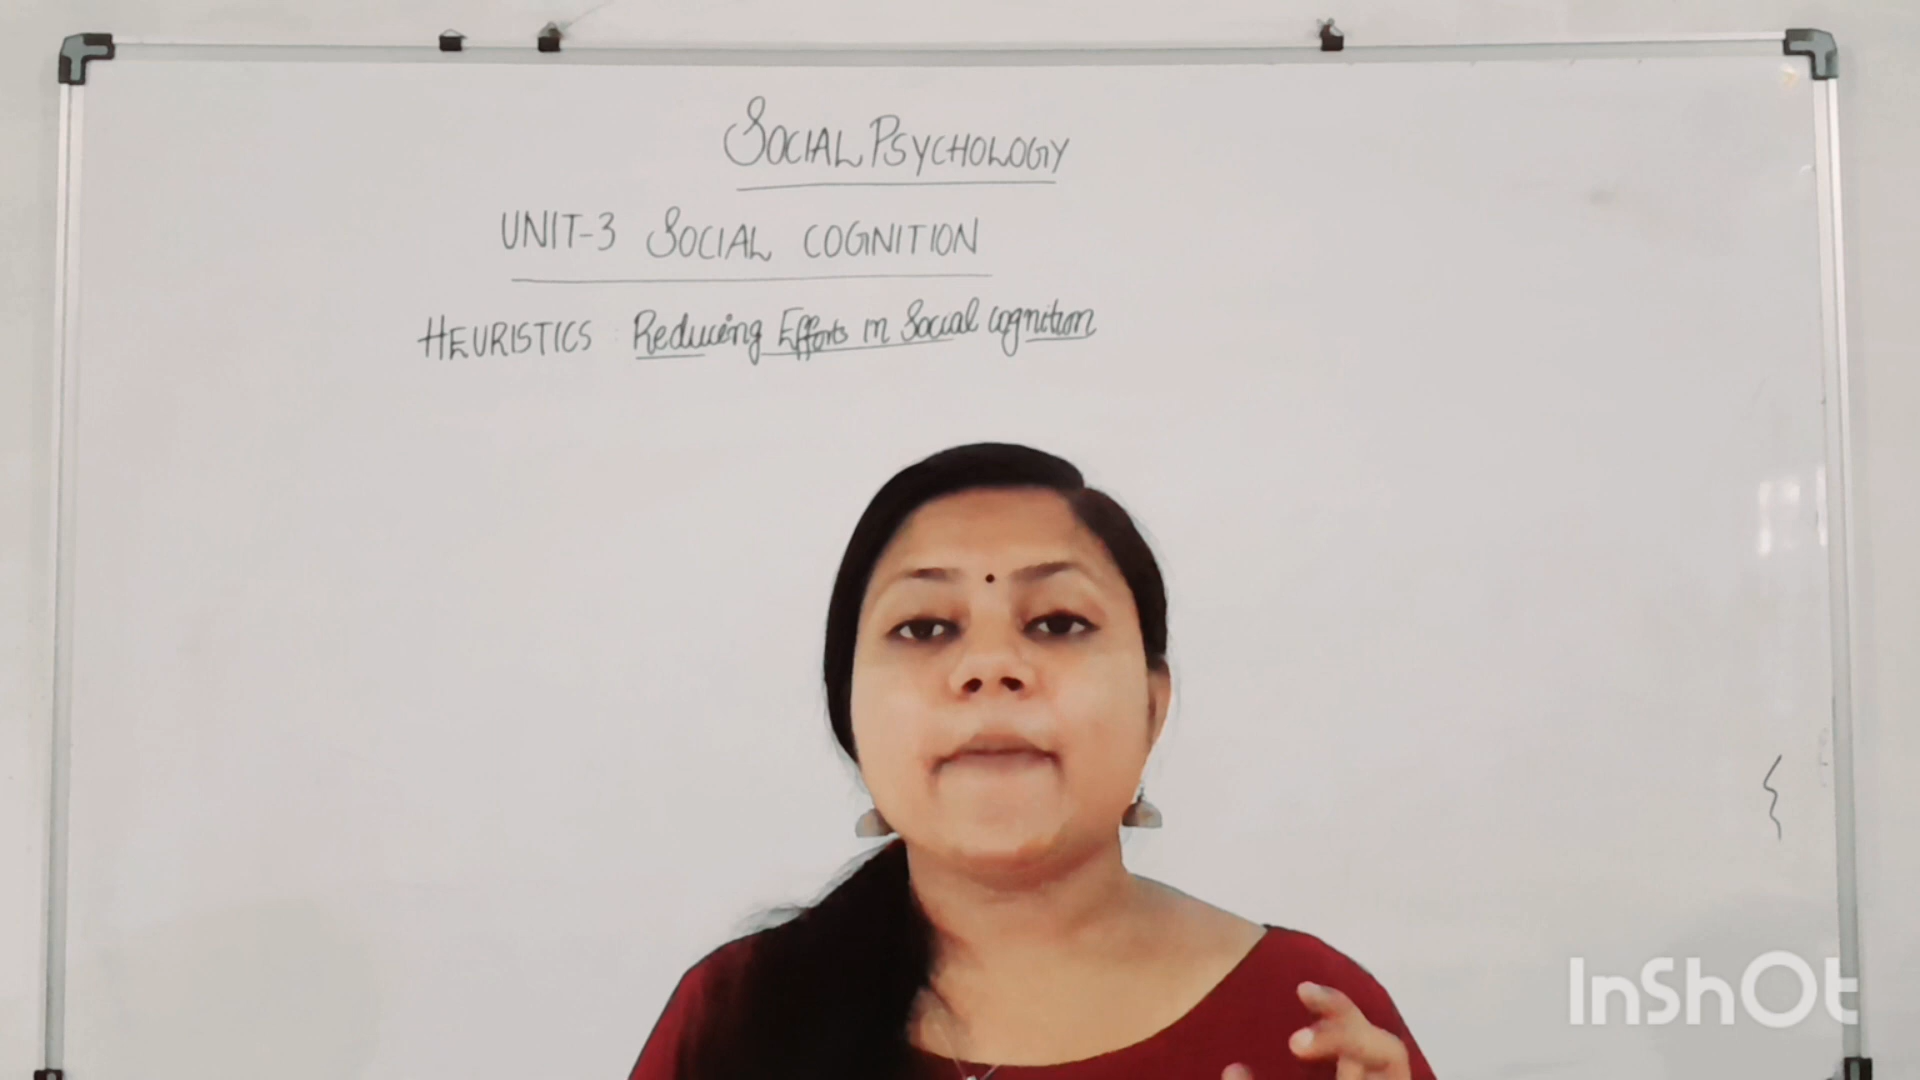 SOCIAL PSYCHOLOGY
UNIT-3 SOCIAL COGNITION
HEURISTICS : Reducing Efforts in Social cognition
InShOt